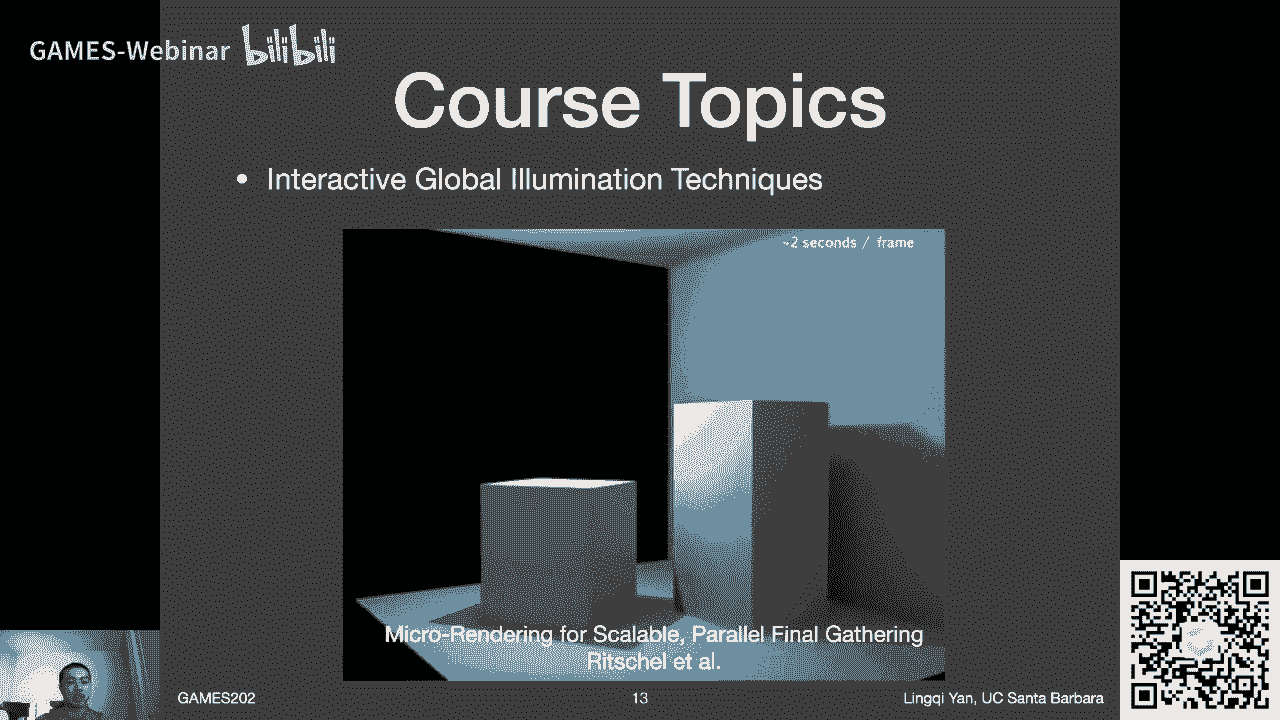 GAMES-Webinar bilibili
Course Topics
• Interactive Global Illumination Techniques
~2 seconds / frame
Micro-Rendering for Scalable, Parallel Final Gathering
Ritschel et al.
GAMES202
13
Lingqi Yan, UC Santa Barbara